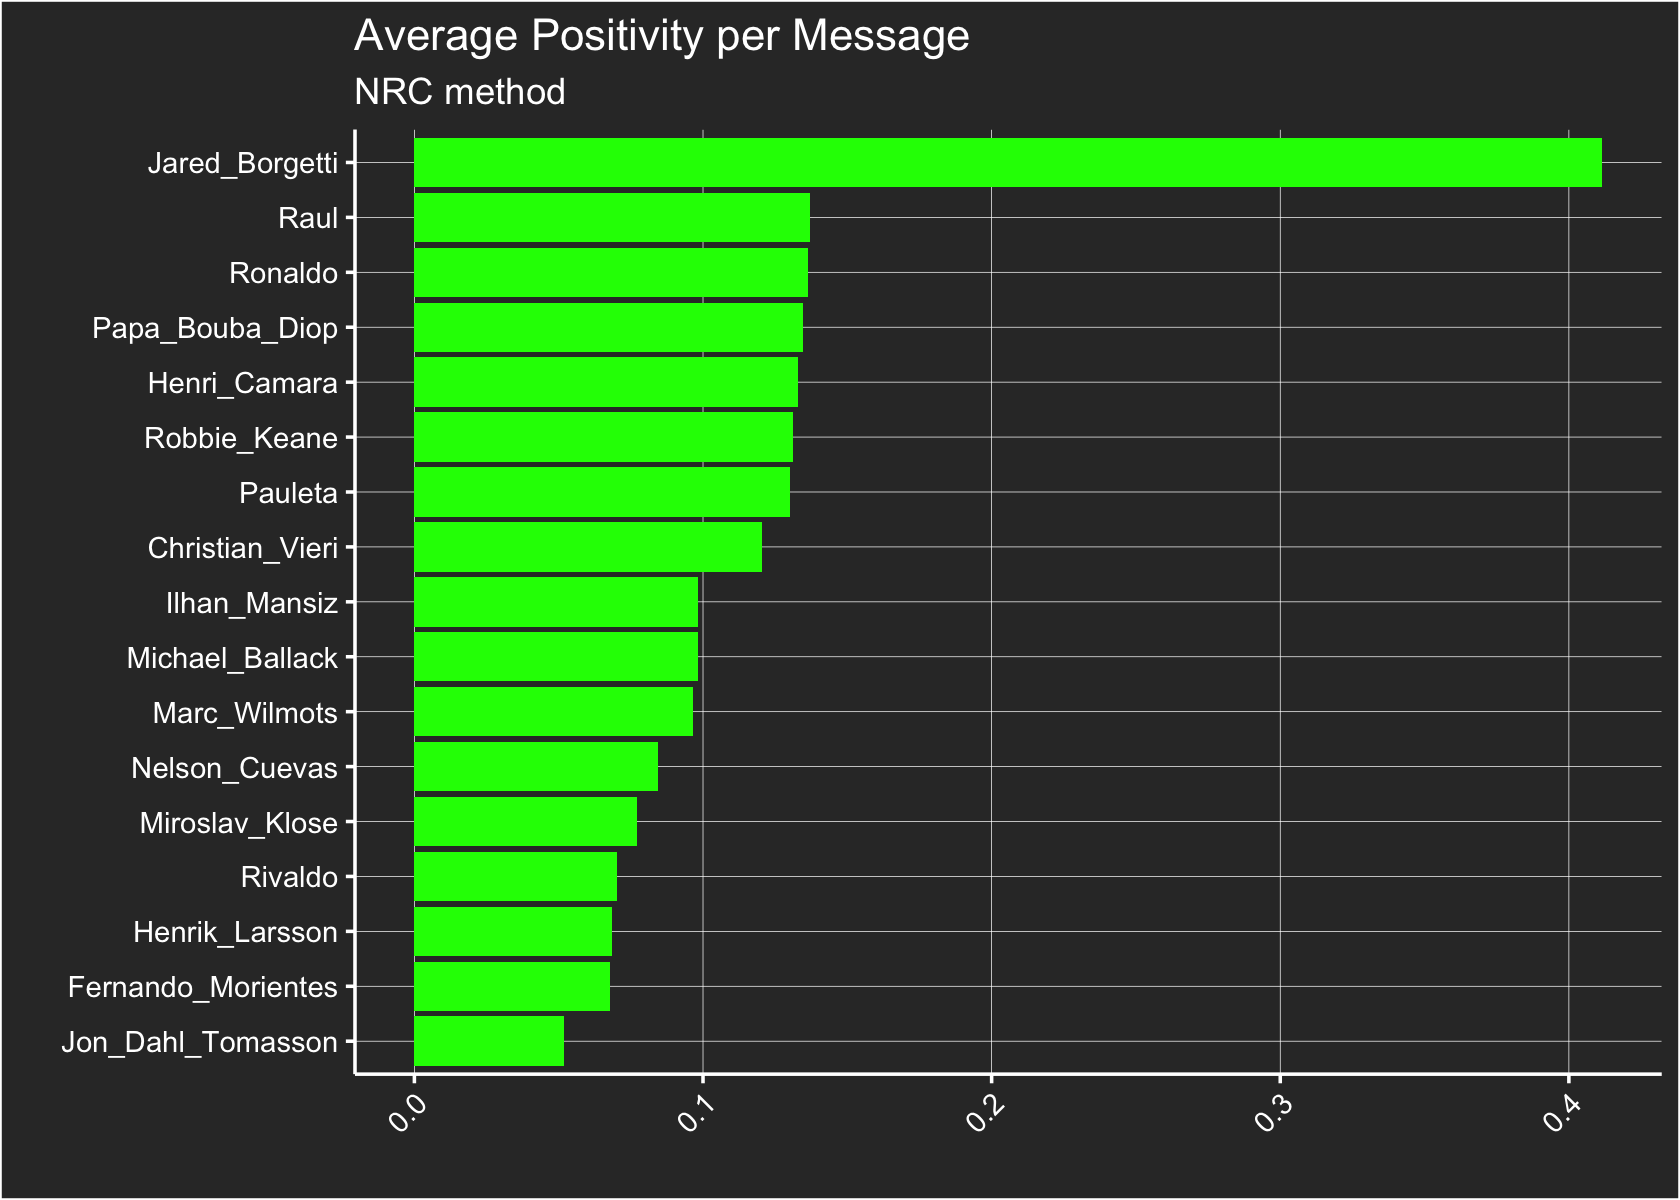 Average Positivity per Message
NRC method
Jared_Borgetti
Raul
Ronaldo
Papa_Bouba_Diop
Henri_Camara
Robbie_Keane
Pauleta
Christian_Vieri
Ilhan_Mansiz
Michael_Ballack
Marc_Wilmots
Nelson_Cuevas
Miroslav_Klose
Rivaldo
Henrik_Larsson
Fernando_Morientes
Jon_Dahl_Tomasson
0.0 0.1 0.2 0.3 0.4